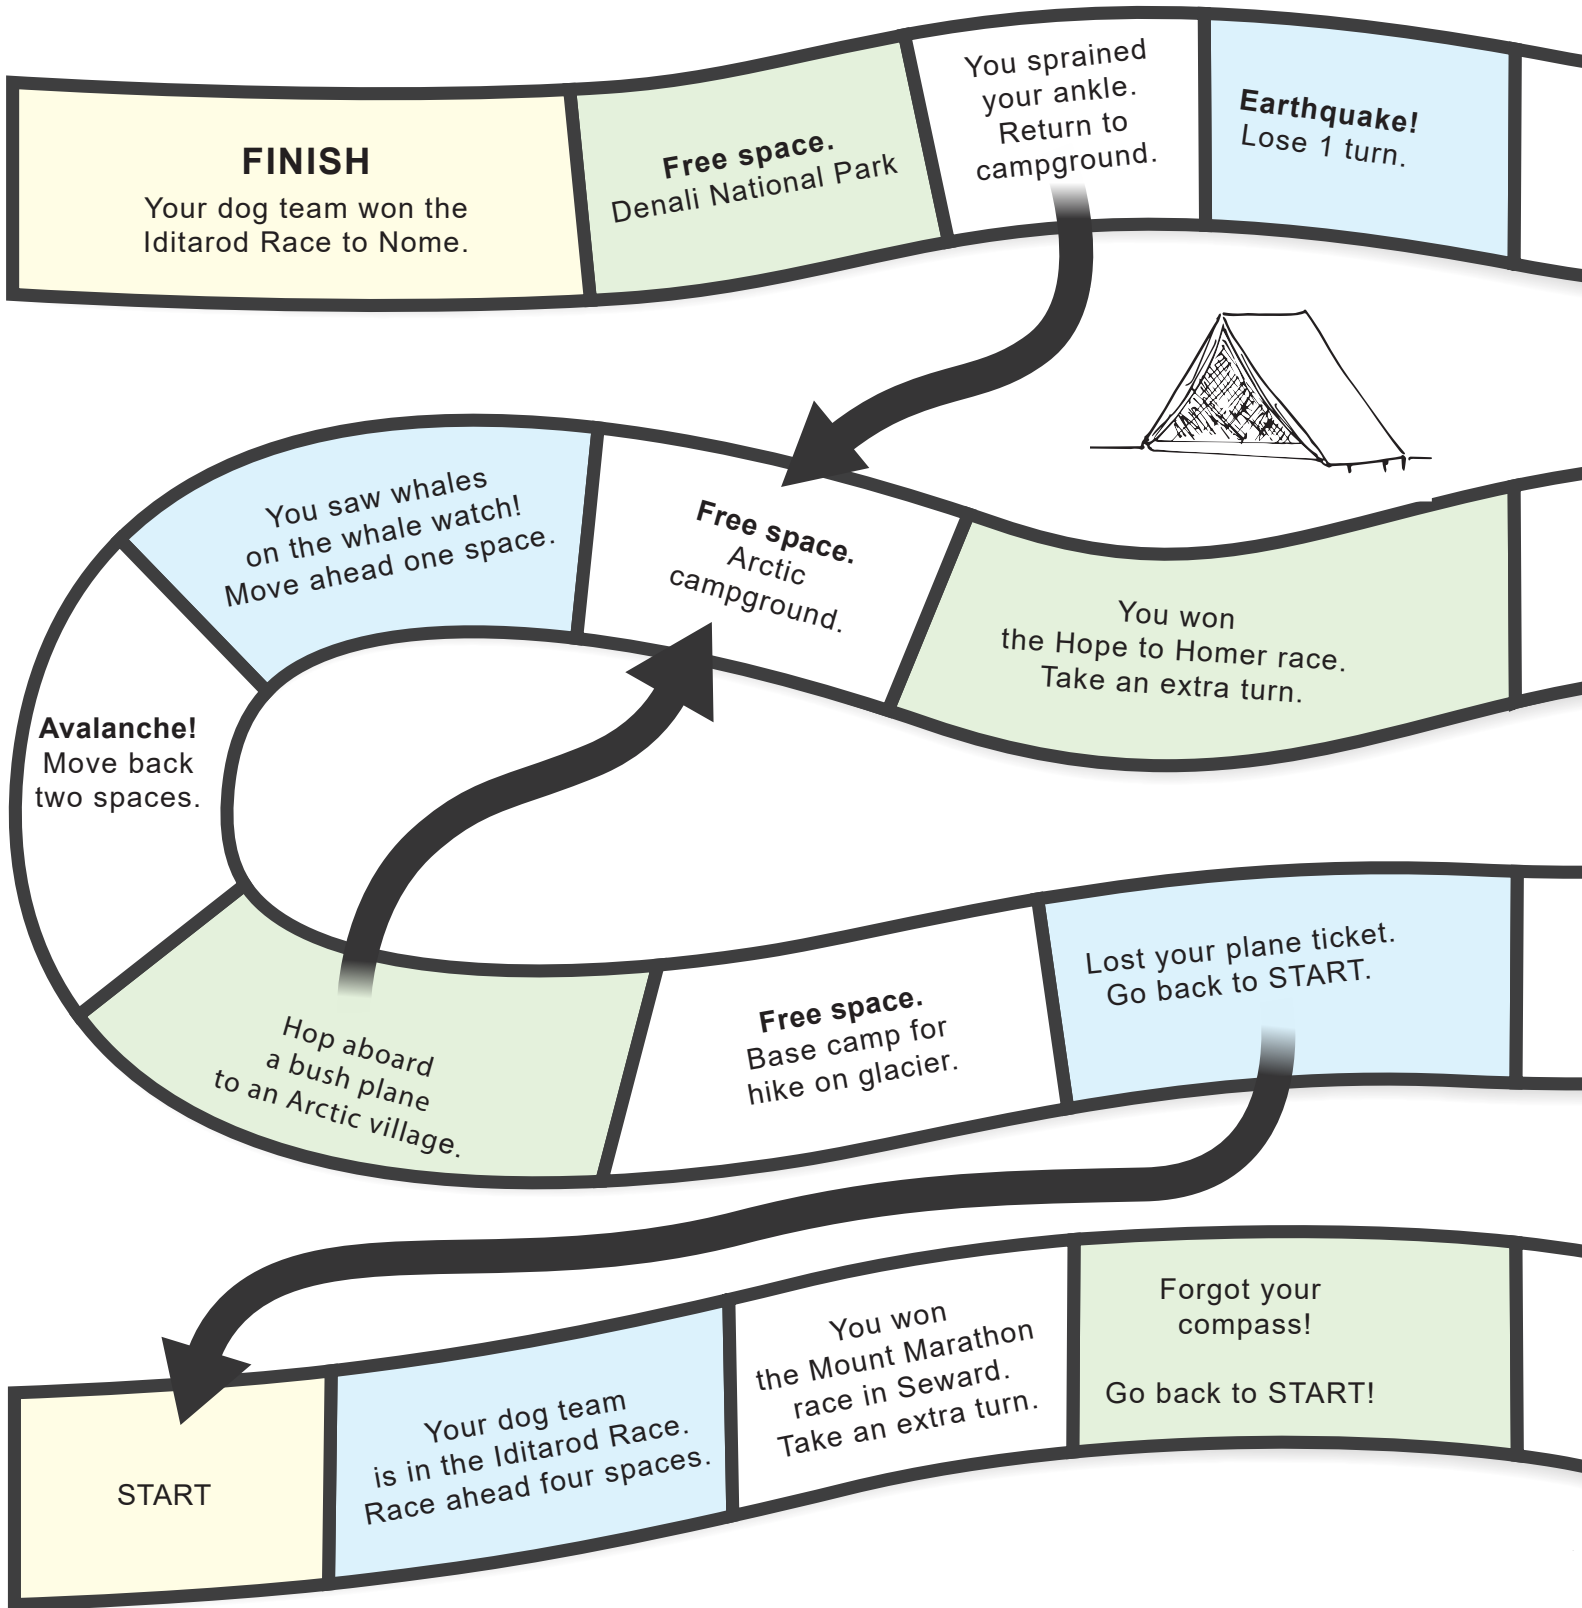 FINISH
Your dog team won the
Iditarod Race to Nome.
Free space.
Denali National Park
You sprained
your ankle.
Return to
campground.
Earthquake!
Lose 1 turn.
You saw whales
on the whale watch!
Move ahead one space.
Free space.
Arctic
campground.
You won
the Hope to Homer race.
Take an extra turn.
Avalanche!
Move back
two spaces.
Hop aboard
a bush plane
to an Arctic village.
Free space.
Base camp for
hike on glacier.
Lost your plane ticket.
Go back to START.
START
Your dog team
is in the Iditarod Race.
Race ahead four spaces.
You won
the Mount Marathon
race in Seward.
Take an extra turn.
Forgot your
compass!
Go back to START!